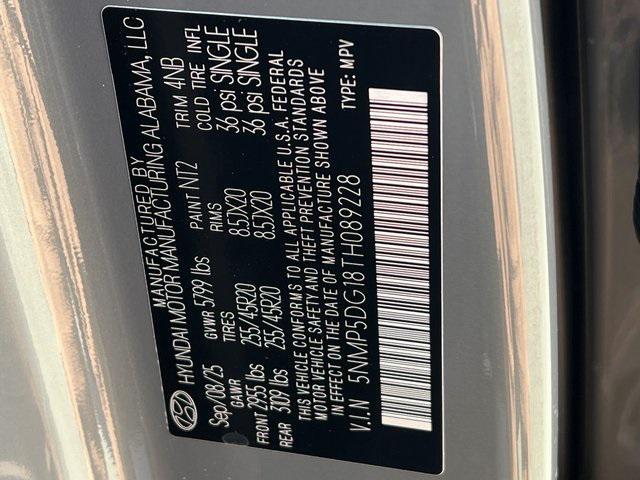 MANUFACTURED BY
HYUNDAI MOTOR MANUFACTURING ALABAMA, LLC
Sep/08/25 GVWR 5799 lbs PAINT NT2 TRIM 4NB
GAWR TIRES RIMS COLD TIRE INFL
FRONT 2955 lbs 255/45R20 8.5JX20 36 psi SINGLE
REAR 3109 lbs 255/45R20 8.5JX20 36 psi SINGLE
THIS VEHICLE CONFORMS TO ALL APPLICABLE U.S.A. FEDERAL
MOTOR VEHICLE SAFETY AND THEFT PREVENTION STANDARDS
IN EFFECT ON THE DATE OF MANUFACTURE SHOWN ABOVE
V.I.N 5NMP5DG18TH089228 TYPE: MPV